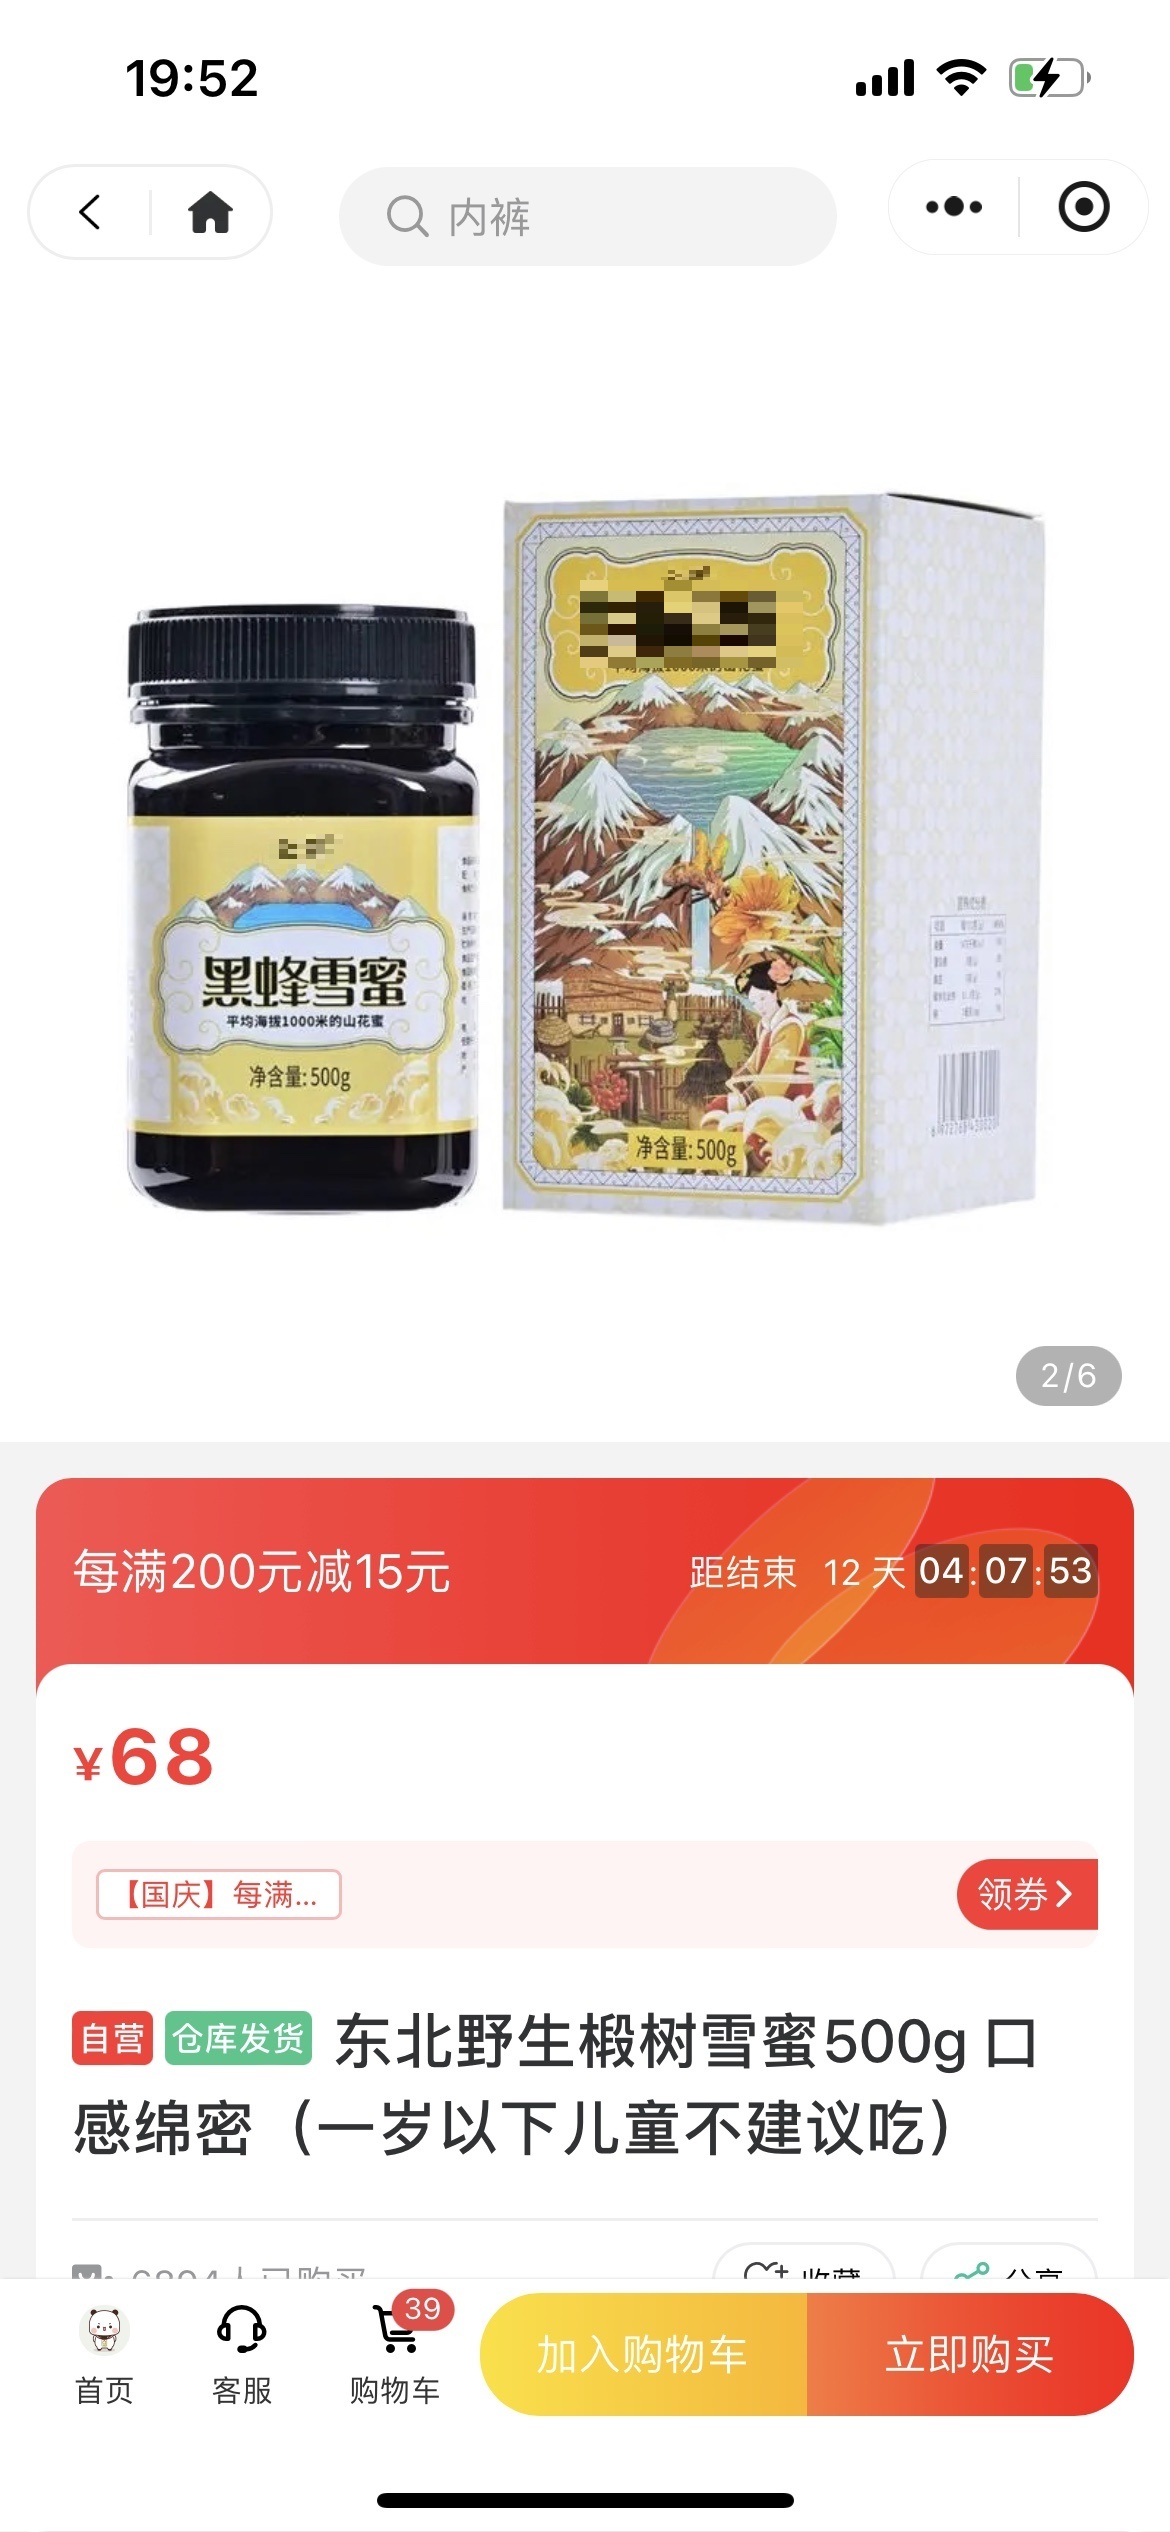 19:52
内裤
黑蜂雪蜜
平均海拔1000米的山花蜜
净含量:500g
净含量:500g
2/6
每满200元减15元
距结束 12 天 04:07:53
¥68
【国庆】每满...
领券
自营 仓库发货 东北野生椴树雪蜜500g 口
感绵密（一岁以下儿童不建议吃）
收藏
分享
39
首页
客服
购物车
加入购物车
立即购买